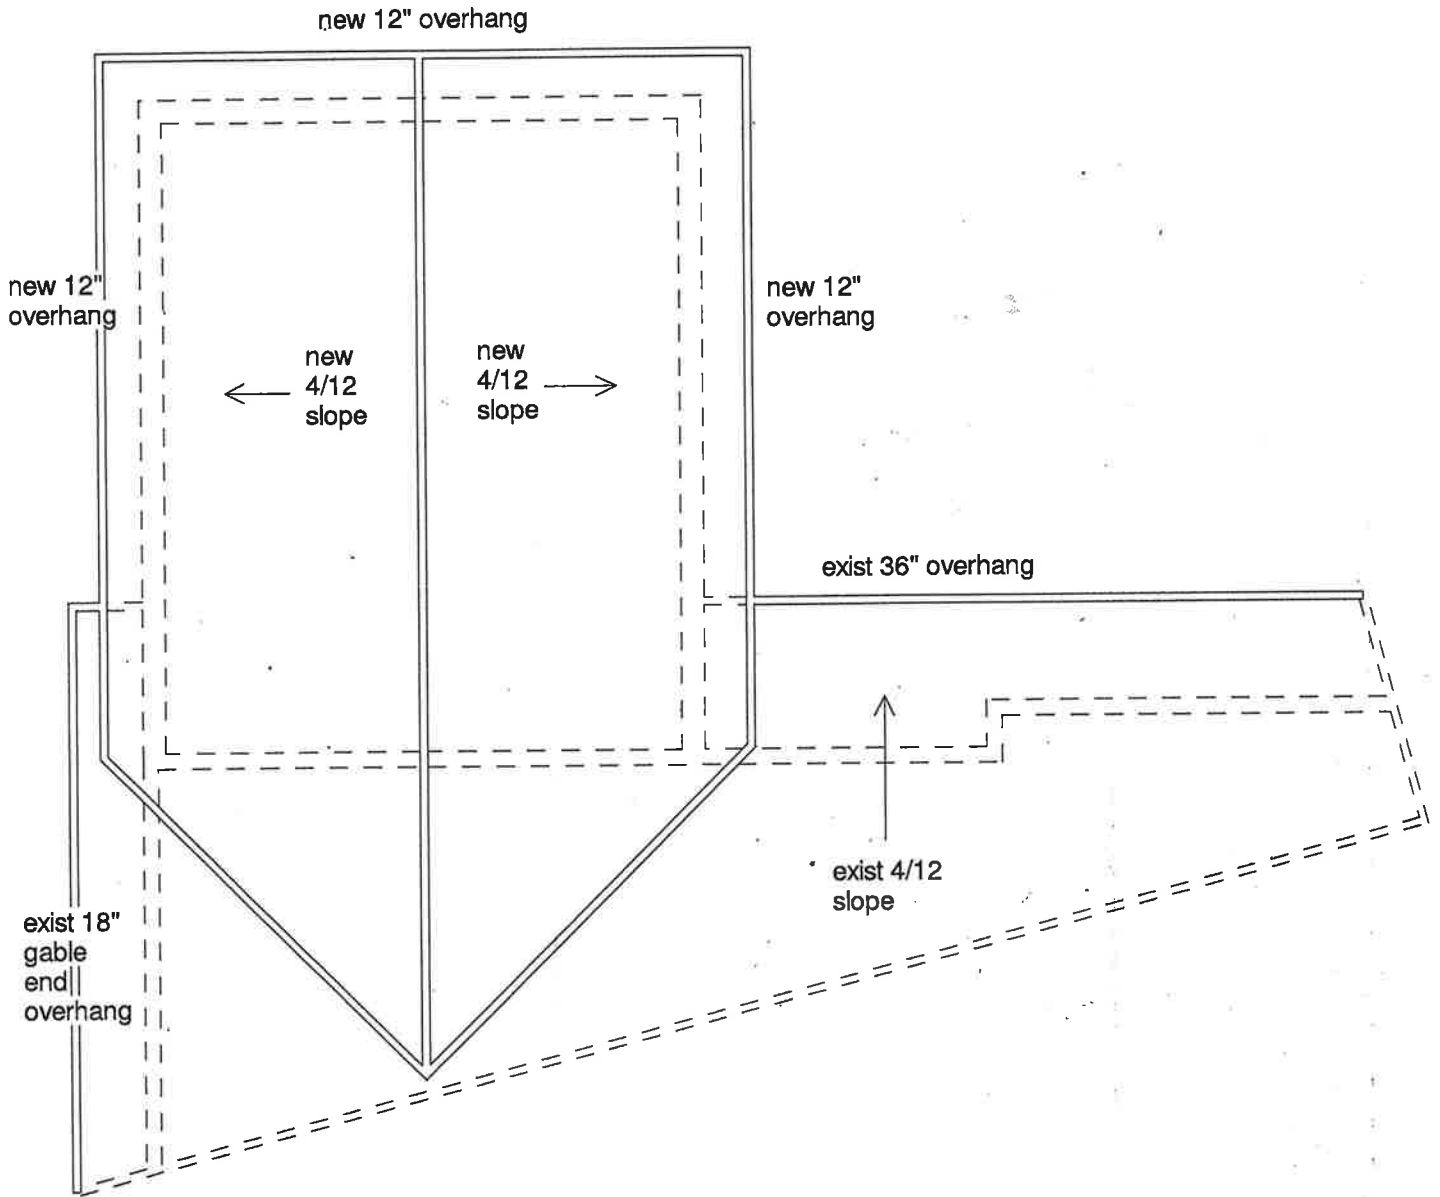 new 12" overhang
new 12"
overhang
new 12"
overhang
new
4/12
slope
new
4/12
slope
exist 36" overhang
exist 4/12
slope
exist 18"
gable
end
overhang